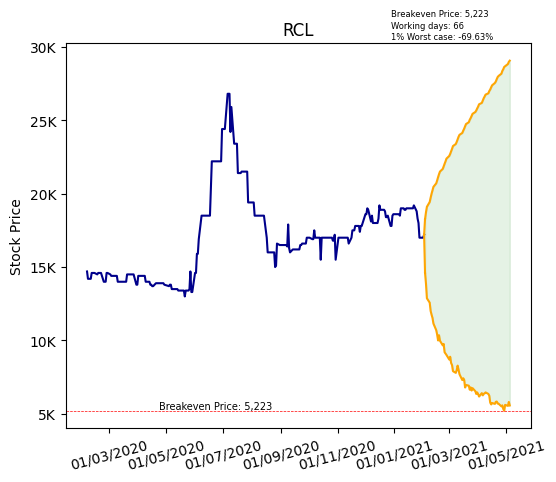 Breakeven Price: 5,223
Working days: 66
1% Worst case: -69.63%
RCL
30K
25K
20K
15K
10K
5K
Stock Price
Breakeven Price: 5,223
01/03/2020
01/05/2020
01/07/2020
01/09/2020
01/11/2020
01/01/2021
01/03/2021
01/05/2021